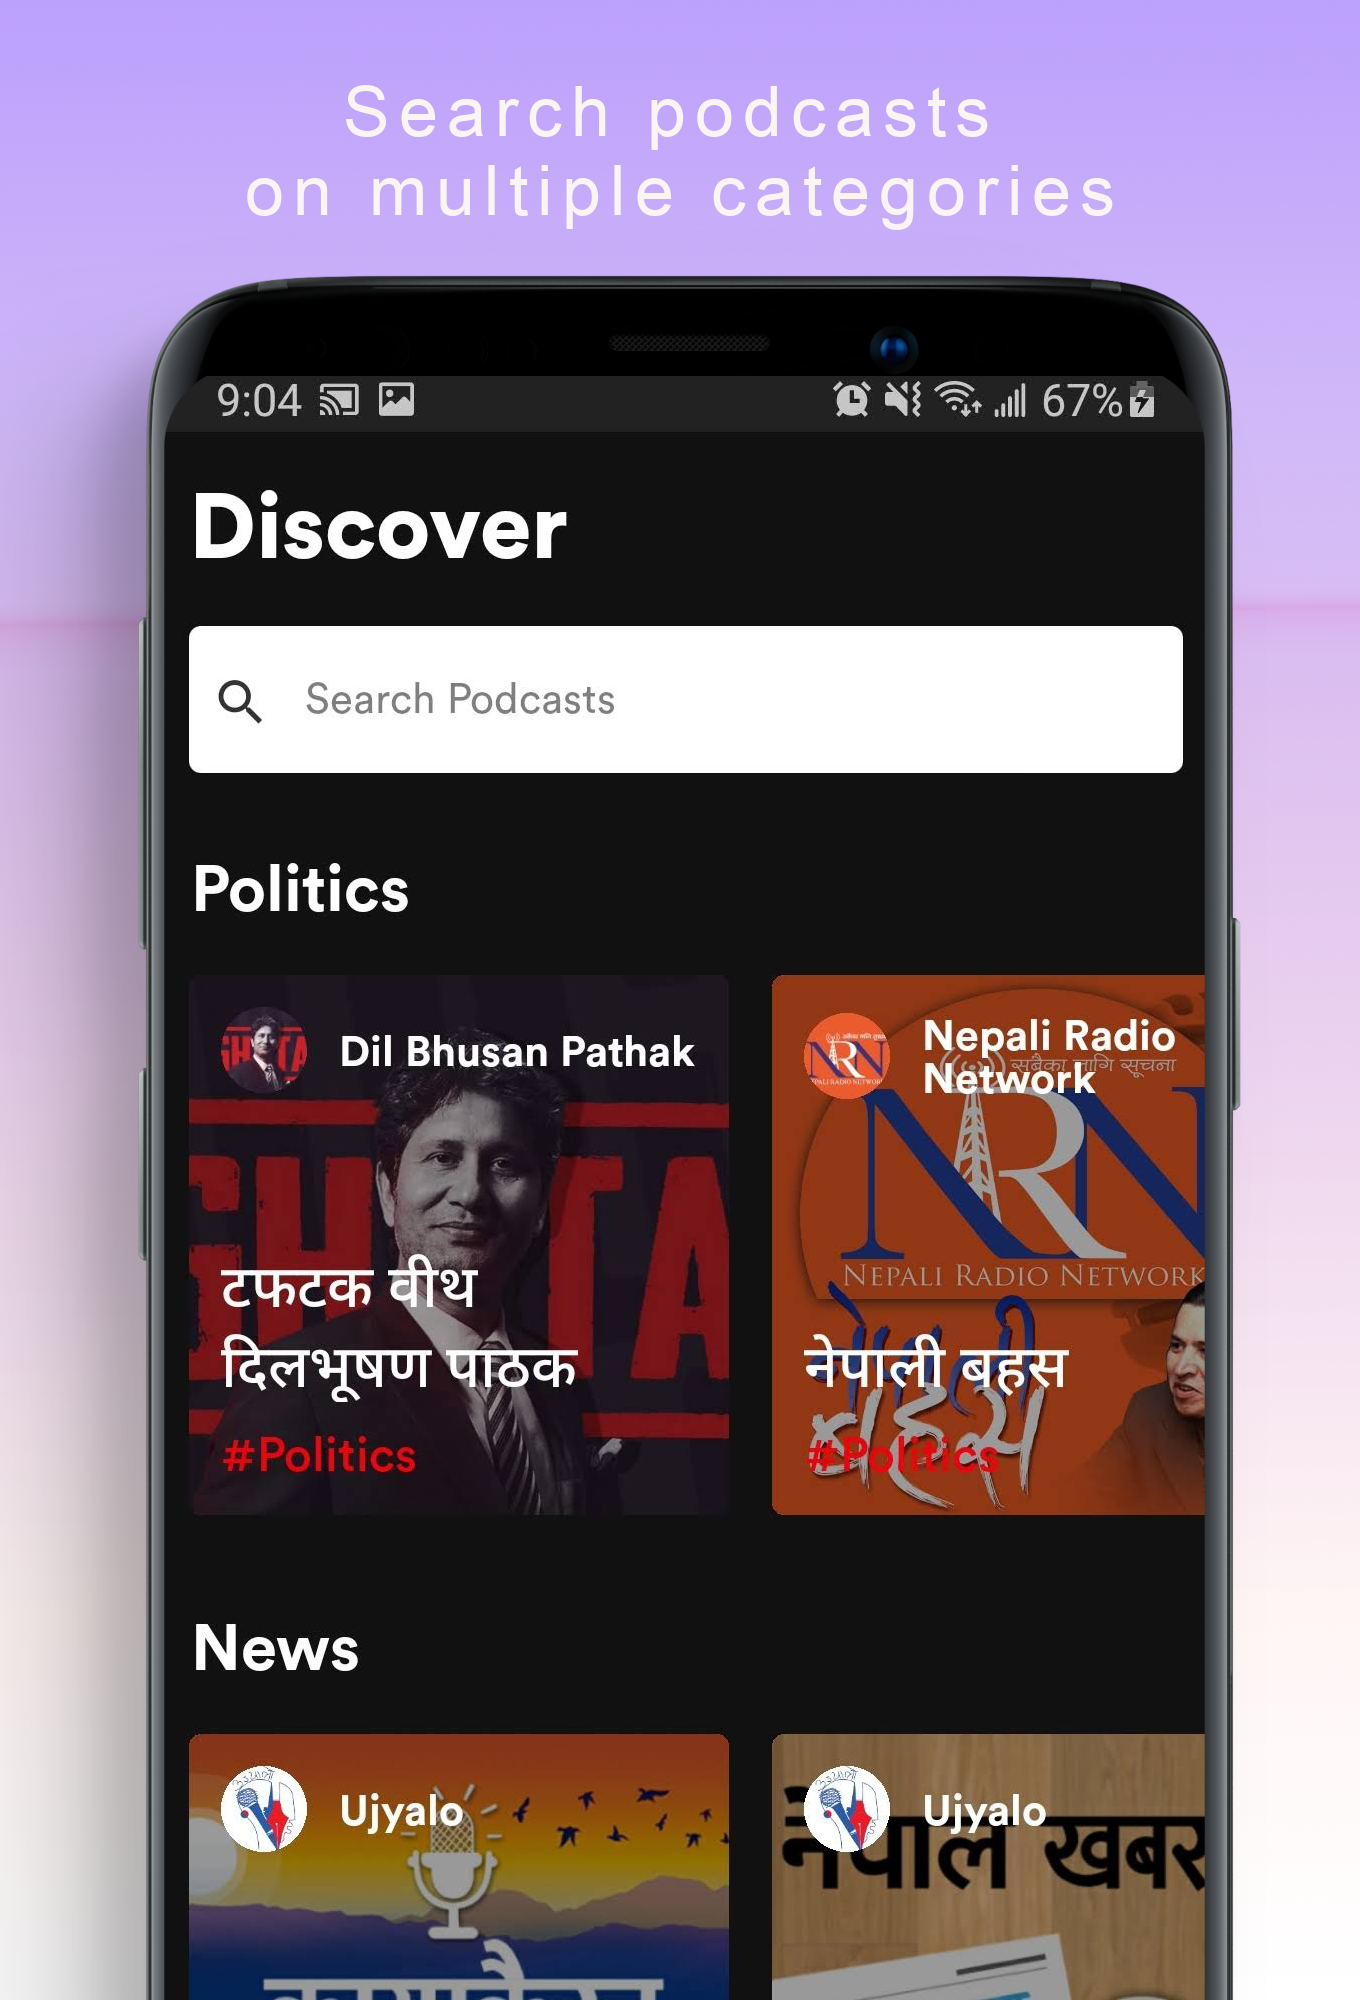 Search podcasts
on multiple categories
9:04
67%
Discover
Search Podcasts
Politics
Dil Bhusan Pathak
टफटक वीथ
दिलभूषण पाठक
#Politics
Nepali Radio
Network
सबैका लागि सूचना
NRN
NEPALI RADIO NETWORK
नेपाली बहस
नेपाली
बहस
#Politics
News
Ujyalo
Ujyalo
नेपाल खबर